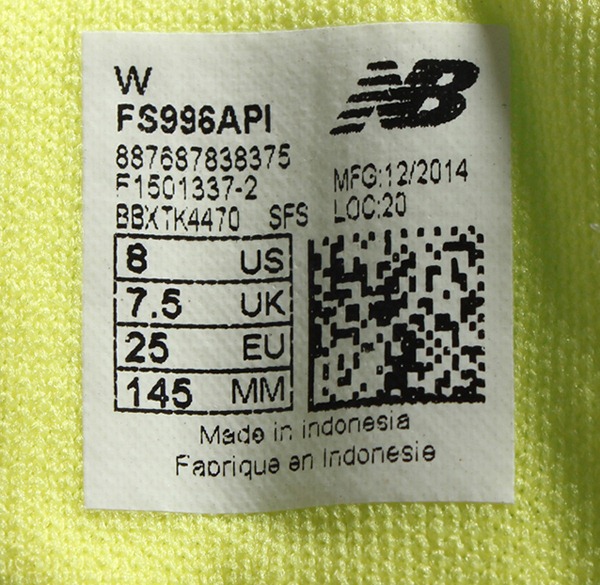 W
FS996API
NB
887687838375
F1501337-2
MFG:12/2014
BBXTK4470 SFS
LOC:20
8 US
7.5 UK
25 EU
145 MM
Made in Indonesia
Fabrique en Indonesie